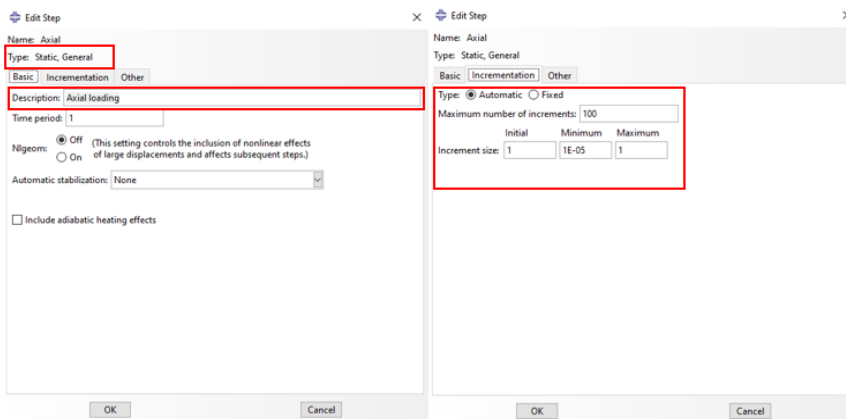 Edit Step
Name: Axial
Type: Static, General
Basic Incrementation Other
Description: Axial loading
Time period: 1
Nlgeom: Off (This setting controls the inclusion of nonlinear effects
On of large displacements and affects subsequent steps.)
Automatic stabilization: None
Include adiabatic heating effects
OK Cancel
Edit Step
Name: Axial
Type: Static, General
Basic Incrementation Other
Type: Automatic Fixed
Maximum number of increments: 100
Initial Minimum Maximum
Increment size: 1 1E-05 1
OK Cancel